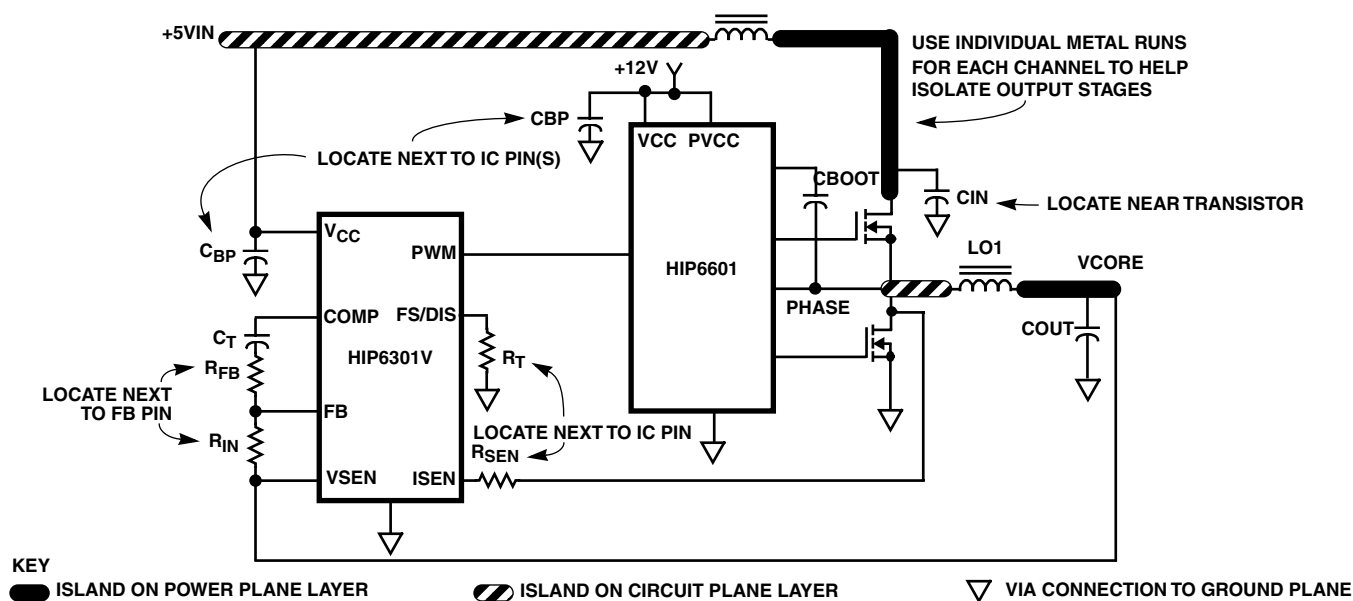 +5VIN
USE INDIVIDUAL METAL RUNS
FOR EACH CHANNEL TO HELP
ISOLATE OUTPUT STAGES
+12V
CBP
VCC PVCC
LOCATE NEXT TO IC PIN(S)
CBOOT
CIN
LOCATE NEAR TRANSISTOR
VCC
CBP
PWM
HIP6601
LO1
VCORE
PHASE
COMP
FS/DIS
COUT
CT
HIP6301V
RT
RFB
LOCATE NEXT
TO FB PIN
FB
RIN
LOCATE NEXT TO IC PIN
RSEN
VSEN
ISEN
KEY
ISLAND ON POWER PLANE LAYER
ISLAND ON CIRCUIT PLANE LAYER
VIA CONNECTION TO GROUND PLANE